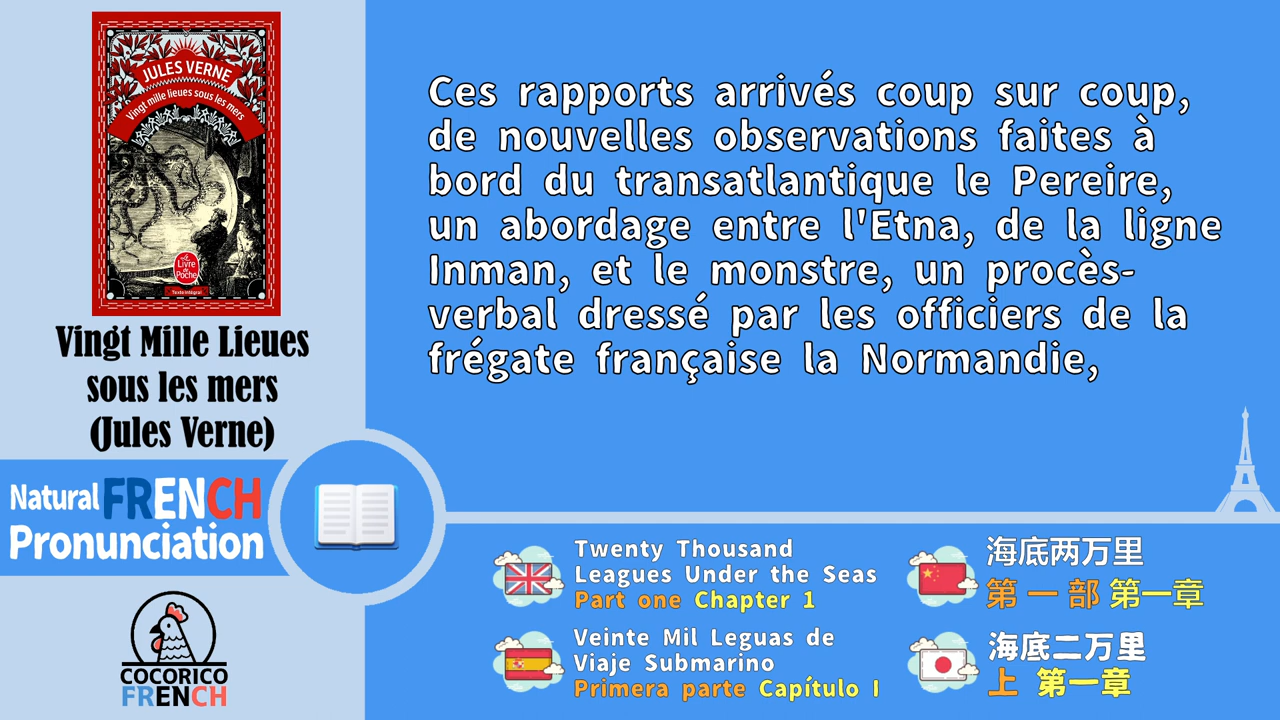 JULES VERNE
Vingt mille lieues sous les mers
Le Livre de Poche
Texte intégral
Vingt Mille Lieues
sous les mers
(Jules Verne)
Natural FRENCH
Pronunciation
COCORICO
FRENCH
Ces rapports arrivés coup sur coup,
de nouvelles observations faites à
bord du transatlantique le Pereire,
un abordage entre l'Etna, de la ligne
Inman, et le monstre, un procès-
verbal dressé par les officiers de la
frégate française la Normandie,
Twenty Thousand
Leagues Under the Seas
Part one Chapter 1
Veinte Mil Leguas de
Viaje Submarino
Primera parte Capítulo I
海底两万里
第一部 第一章
海底二万里
上 第一章